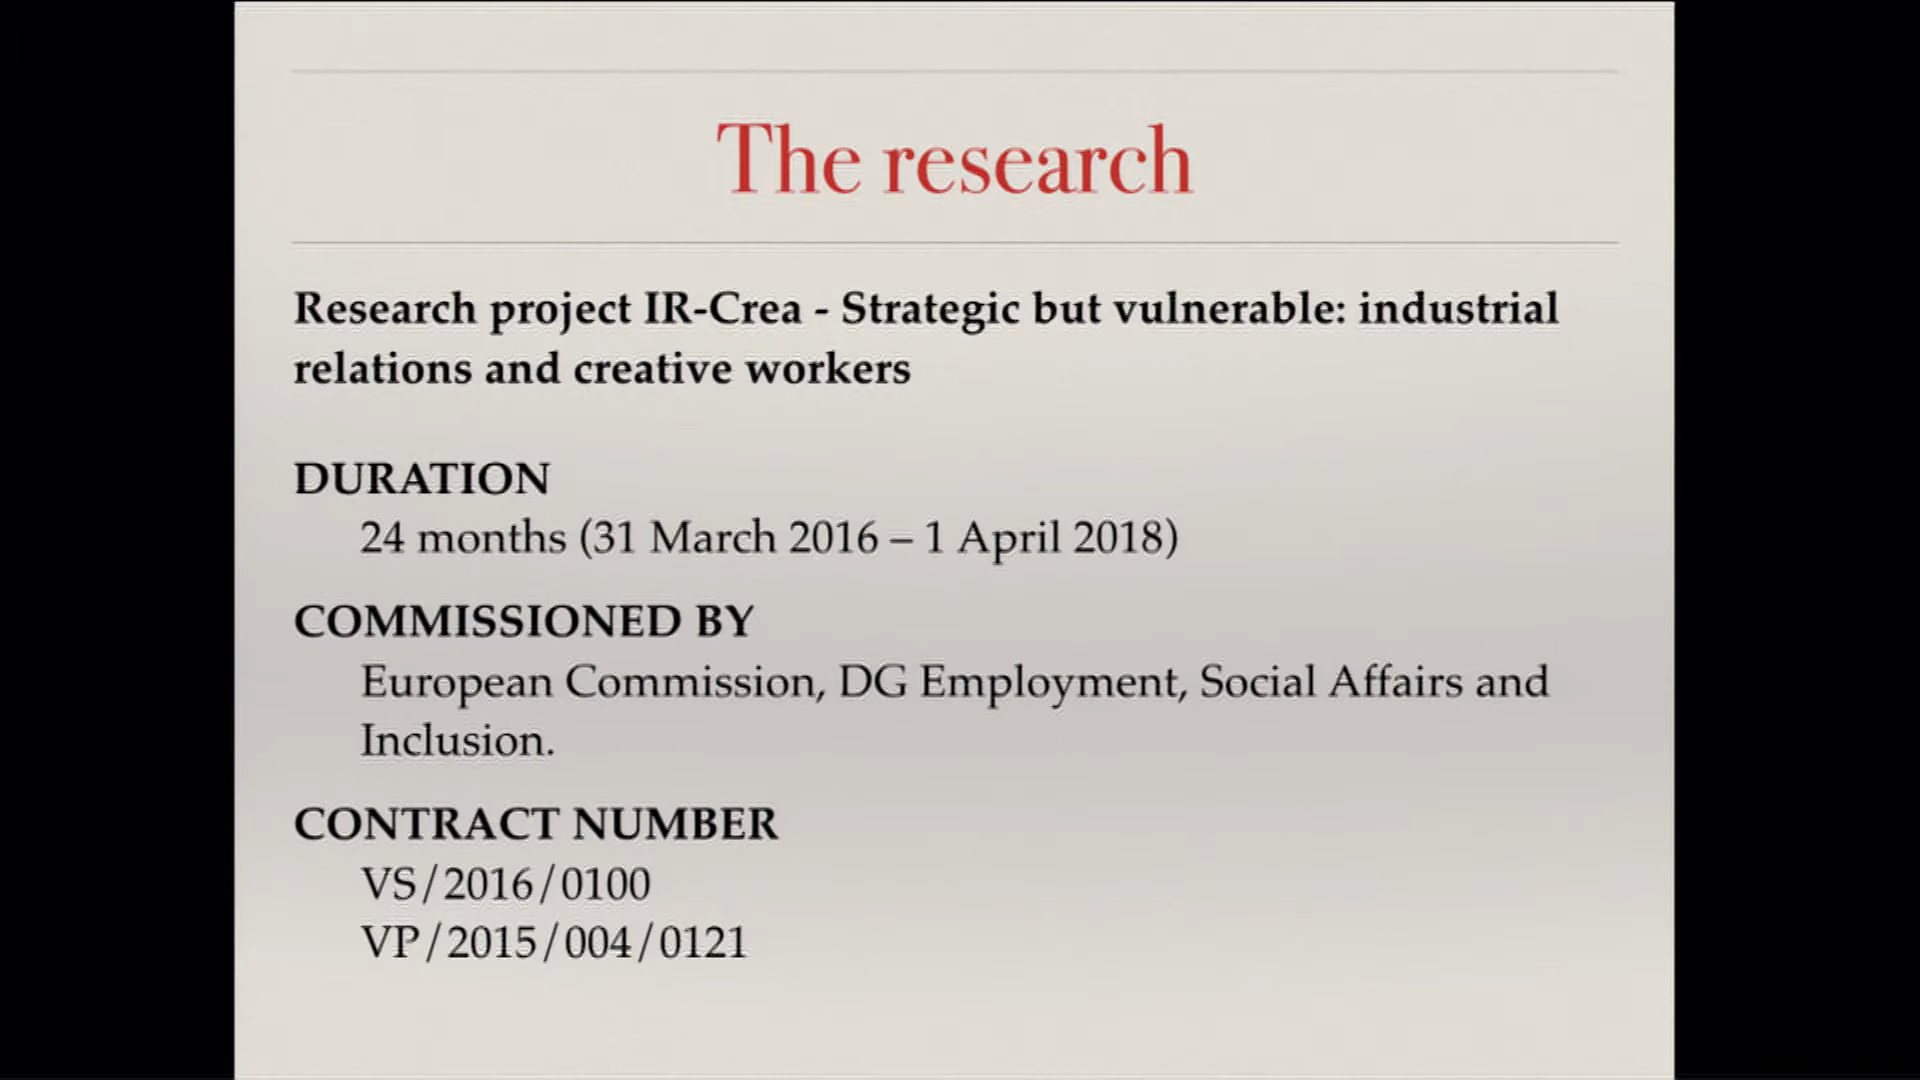 The research
Research project IR-Crea - Strategic but vulnerable: industrial
relations and creative workers
DURATION
24 months (31 March 2016 – 1 April 2018)
COMMISSIONED BY
European Commission, DG Employment, Social Affairs and
Inclusion.
CONTRACT NUMBER
VS/2016/0100
VP/2015/004/0121